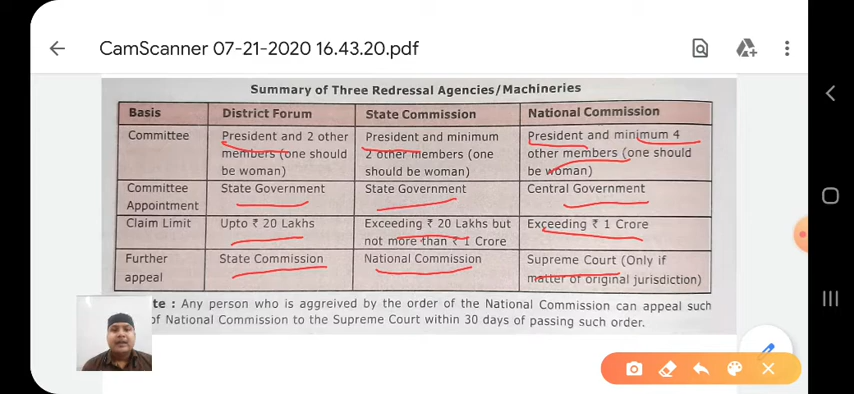 CamScanner 07-21-2020 16.43.20.pdf
Summary of Three Redressal Agencies/Machineries
Basis District Forum State Commission National Commission
Committee President and 2 other members (one should be woman) President and minimum 2 other members (one should be woman) President and minimum 4 other members (one should be woman)
Committee Appointment State Government State Government Central Government
Claim Limit Upto ₹ 20 Lakhs Exceeding ₹ 20 Lakhs but not more than ₹ 1 Crore Exceeding ₹ 1 Crore
Further appeal State Commission National Commission Supreme Court (Only if matter of original jurisdiction)
te : Any person who is aggreived by the order of the National Commission can appeal such
of National Commission to the Supreme Court within 30 days of passing such order.